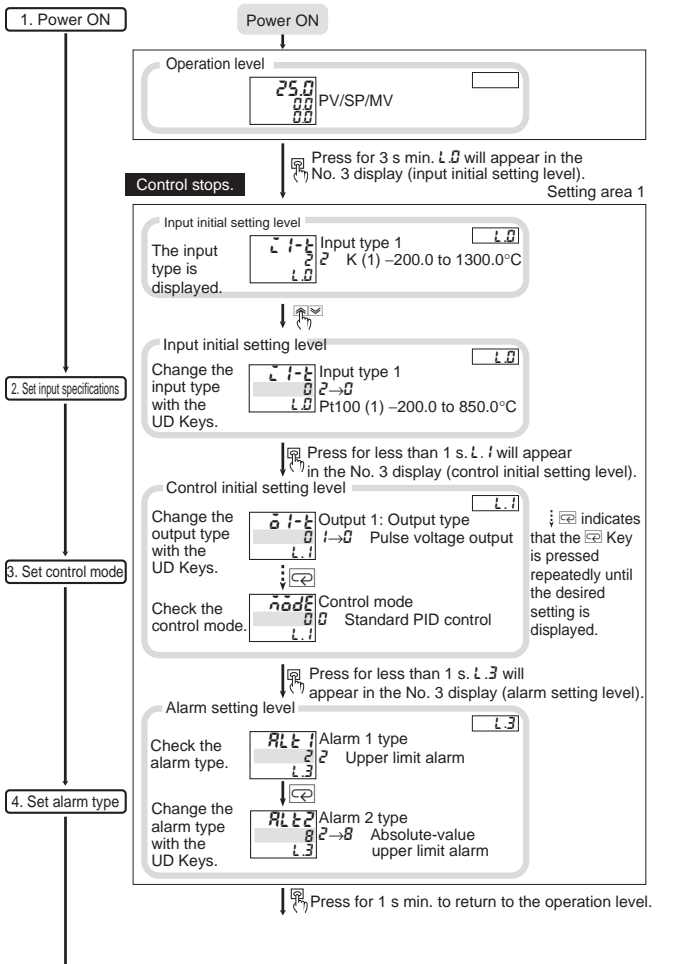 1. Power ON
Power ON
Operation level
25.0
0.0 PV/SP/MV
0.0
Press for 3 s min. L.0 will appear in the
No. 3 display (input initial setting level).
Control stops.
Setting area 1
Input initial setting level
L.0
The input
type is
displayed.
i1-t Input type 1
2 2 K (1) −200.0 to 1300.0°C
L.0
Input initial setting level
L.0
2. Set input specifications
Change the
input type
with the
UD Keys.
i1-t Input type 1
0 2→0
L.0 Pt100 (1) −200.0 to 850.0°C
Press for less than 1 s. L.1 will appear
in the No. 3 display (control initial setting level).
Control initial setting level
L.1
Change the
output type
with the
UD Keys.
o1-t Output 1: Output type
0 1→0 Pulse voltage output
L.1
indicates
that the Key
is pressed
repeatedly until
the desired
setting is
displayed.
3. Set control mode
Check the
control mode.
modE Control mode
0 0 Standard PID control
L.1
Press for less than 1 s. L.3 will
appear in the No. 3 display (alarm setting level).
Alarm setting level
L.3
Check the
alarm type.
ALt1 Alarm 1 type
2 2 Upper limit alarm
L.3
4. Set alarm type
Change the
alarm type
with the
UD Keys.
ALt2 Alarm 2 type
8 2→8 Absolute-value
L.3 upper limit alarm
Press for 1 s min. to return to the operation level.